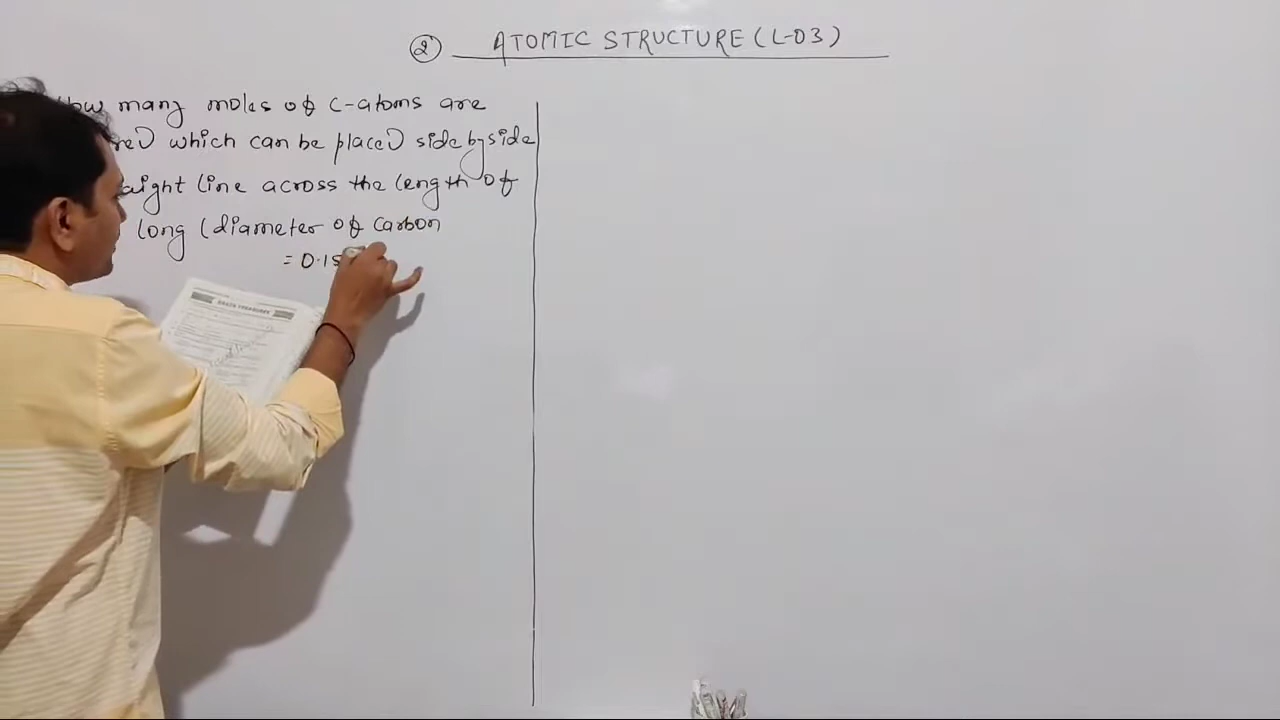 ② ATOMIC STRUCTURE (L-03)
How many moles of C-atoms are
which can be placed side by side
line across the length of
long (diameter of carbon
= 0.15